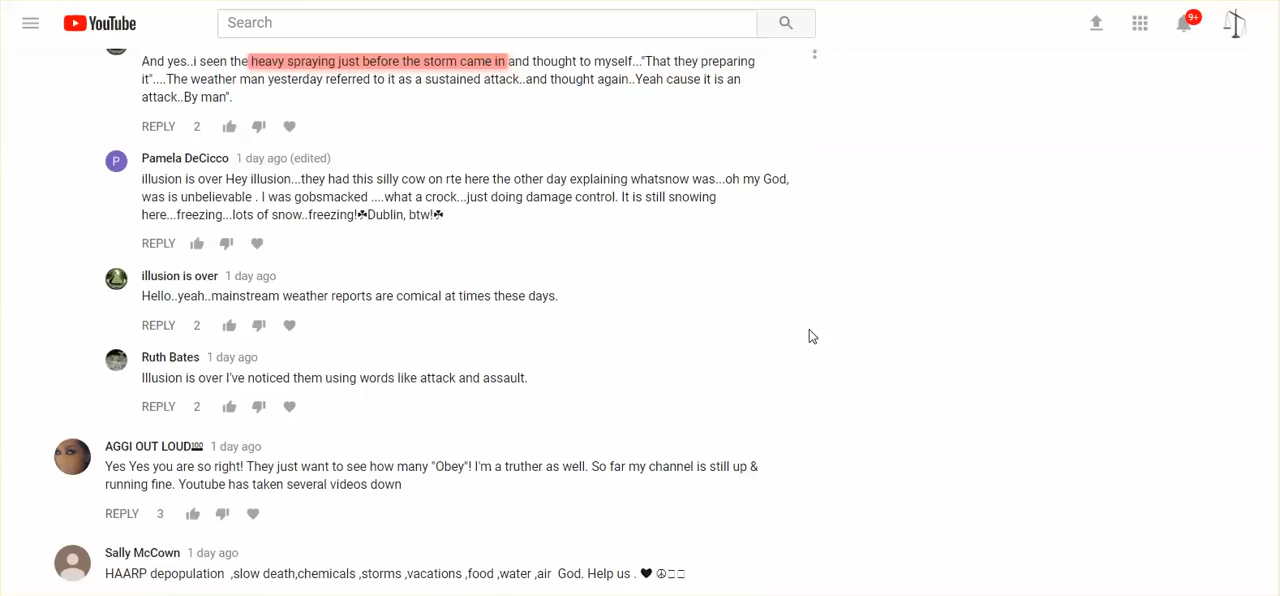 YouTube
Search
9+
And yes..i seen the heavy spraying just before the storm came in and thought to myself..."That they preparing
it"....The weather man yesterday referred to it as a sustained attack..and thought again..Yeah cause it is an
attack..By man".
REPLY 2
Pamela DeCicco 1 day ago (edited)
illusion is over Hey illusion...they had this silly cow on rte here the other day explaining whatsnow was...oh my God,
was is unbelievable . I was gobsmacked ....what a crock...just doing damage control. It is still snowing
here...freezing...lots of snow..freezing!☘Dublin, btw!☘
REPLY
illusion is over 1 day ago
Hello..yeah..mainstream weather reports are comical at times these days.
REPLY 2
Ruth Bates 1 day ago
Illusion is over I've noticed them using words like attack and assault.
REPLY 2
AGGI OUT LOUD💯 1 day ago
Yes Yes you are so right! They just want to see how many "Obey"! I'm a truther as well. So far my channel is still up &
running fine. Youtube has taken several videos down
REPLY 3
Sally McCown 1 day ago
HAARP depopulation ,slow death,chemicals ,storms ,vacations ,food ,water ,air God. Help us . ♥ ☮□□